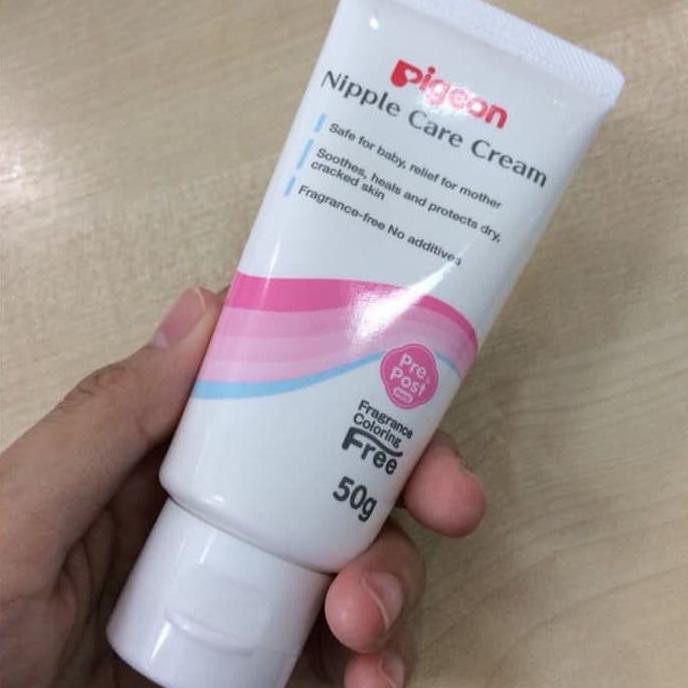 Pigeon
Nipple Care Cream
Safe for baby, relief for mother
Soothes, heals and protects dry,
cracked skin
Fragrance-free No additives
Pre &
Post
Fragrance
Coloring
Free
50g